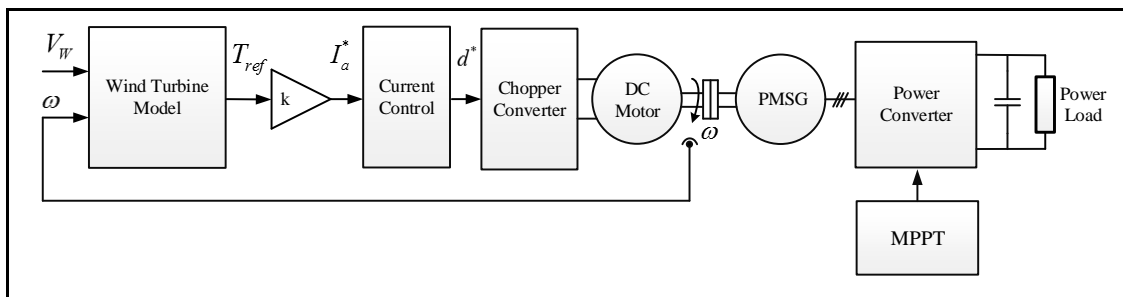 V_W
ω
Wind Turbine
Model
T_ref
k
I_a^*
Current
Control
d^*
Chopper
Converter
DC
Motor
ω
PMSG
Power
Converter
Power
Load
MPPT